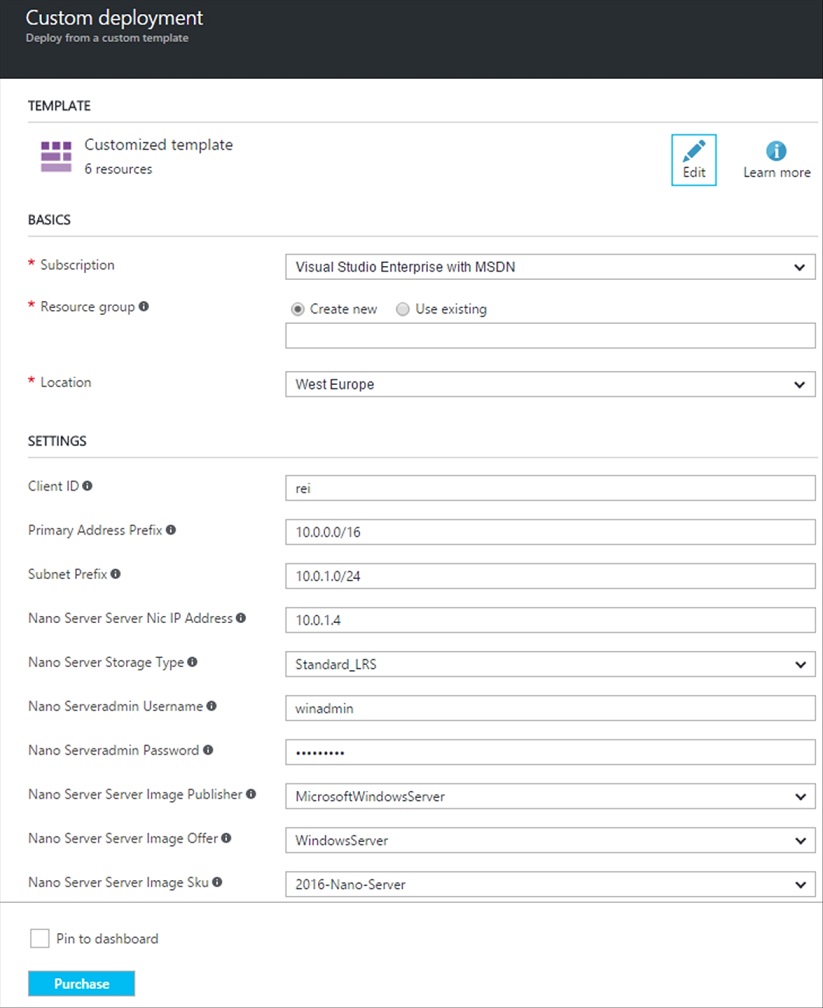 Custom deployment
Deploy from a custom template
TEMPLATE
Customized template
6 resources
Edit
Learn more
BASICS
* Subscription
Visual Studio Enterprise with MSDN
* Resource group
Create new
Use existing
* Location
West Europe
SETTINGS
Client ID
rei
Primary Address Prefix
10.0.0.0/16
Subnet Prefix
10.0.1.0/24
Nano Server Server Nic IP Address
10.0.1.4
Nano Server Storage Type
Standard_LRS
Nano Serveradmin Username
winadmin
Nano Serveradmin Password
•••••••••
Nano Server Server Image Publisher
MicrosoftWindowsServer
Nano Server Server Image Offer
WindowsServer
Nano Server Server Image Sku
2016-Nano-Server
Pin to dashboard
Purchase